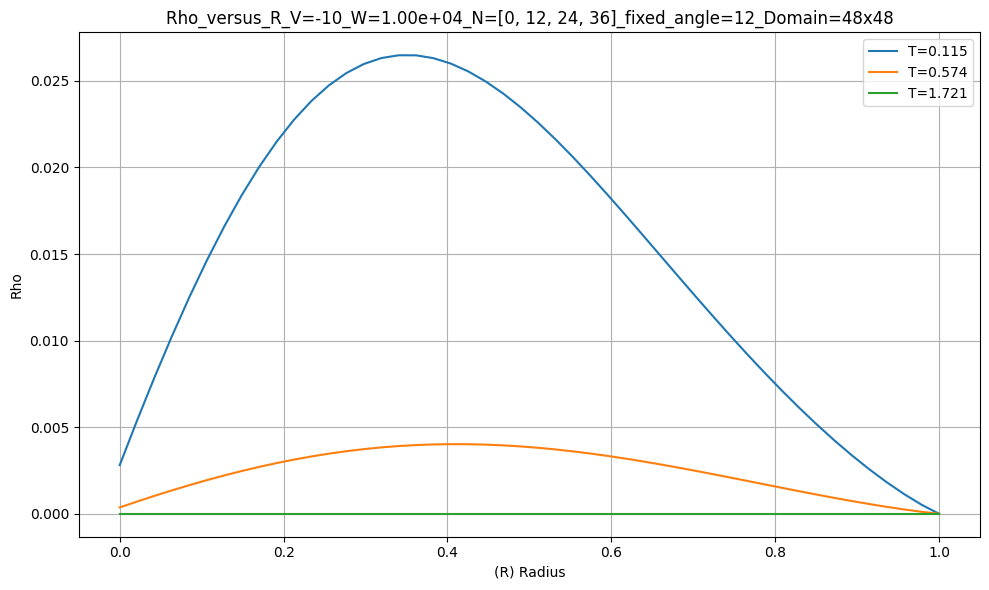 Rho_versus_R_V=-10_W=1.00e+04_N=[0, 12, 24, 36]_fixed_angle=12_Domain=48x48
T=0.115
T=0.574
T=1.721
0.025
0.020
0.015
0.010
0.005
0.000
Rho
0.0 0.2 0.4 0.6 0.8 1.0
(R) Radius